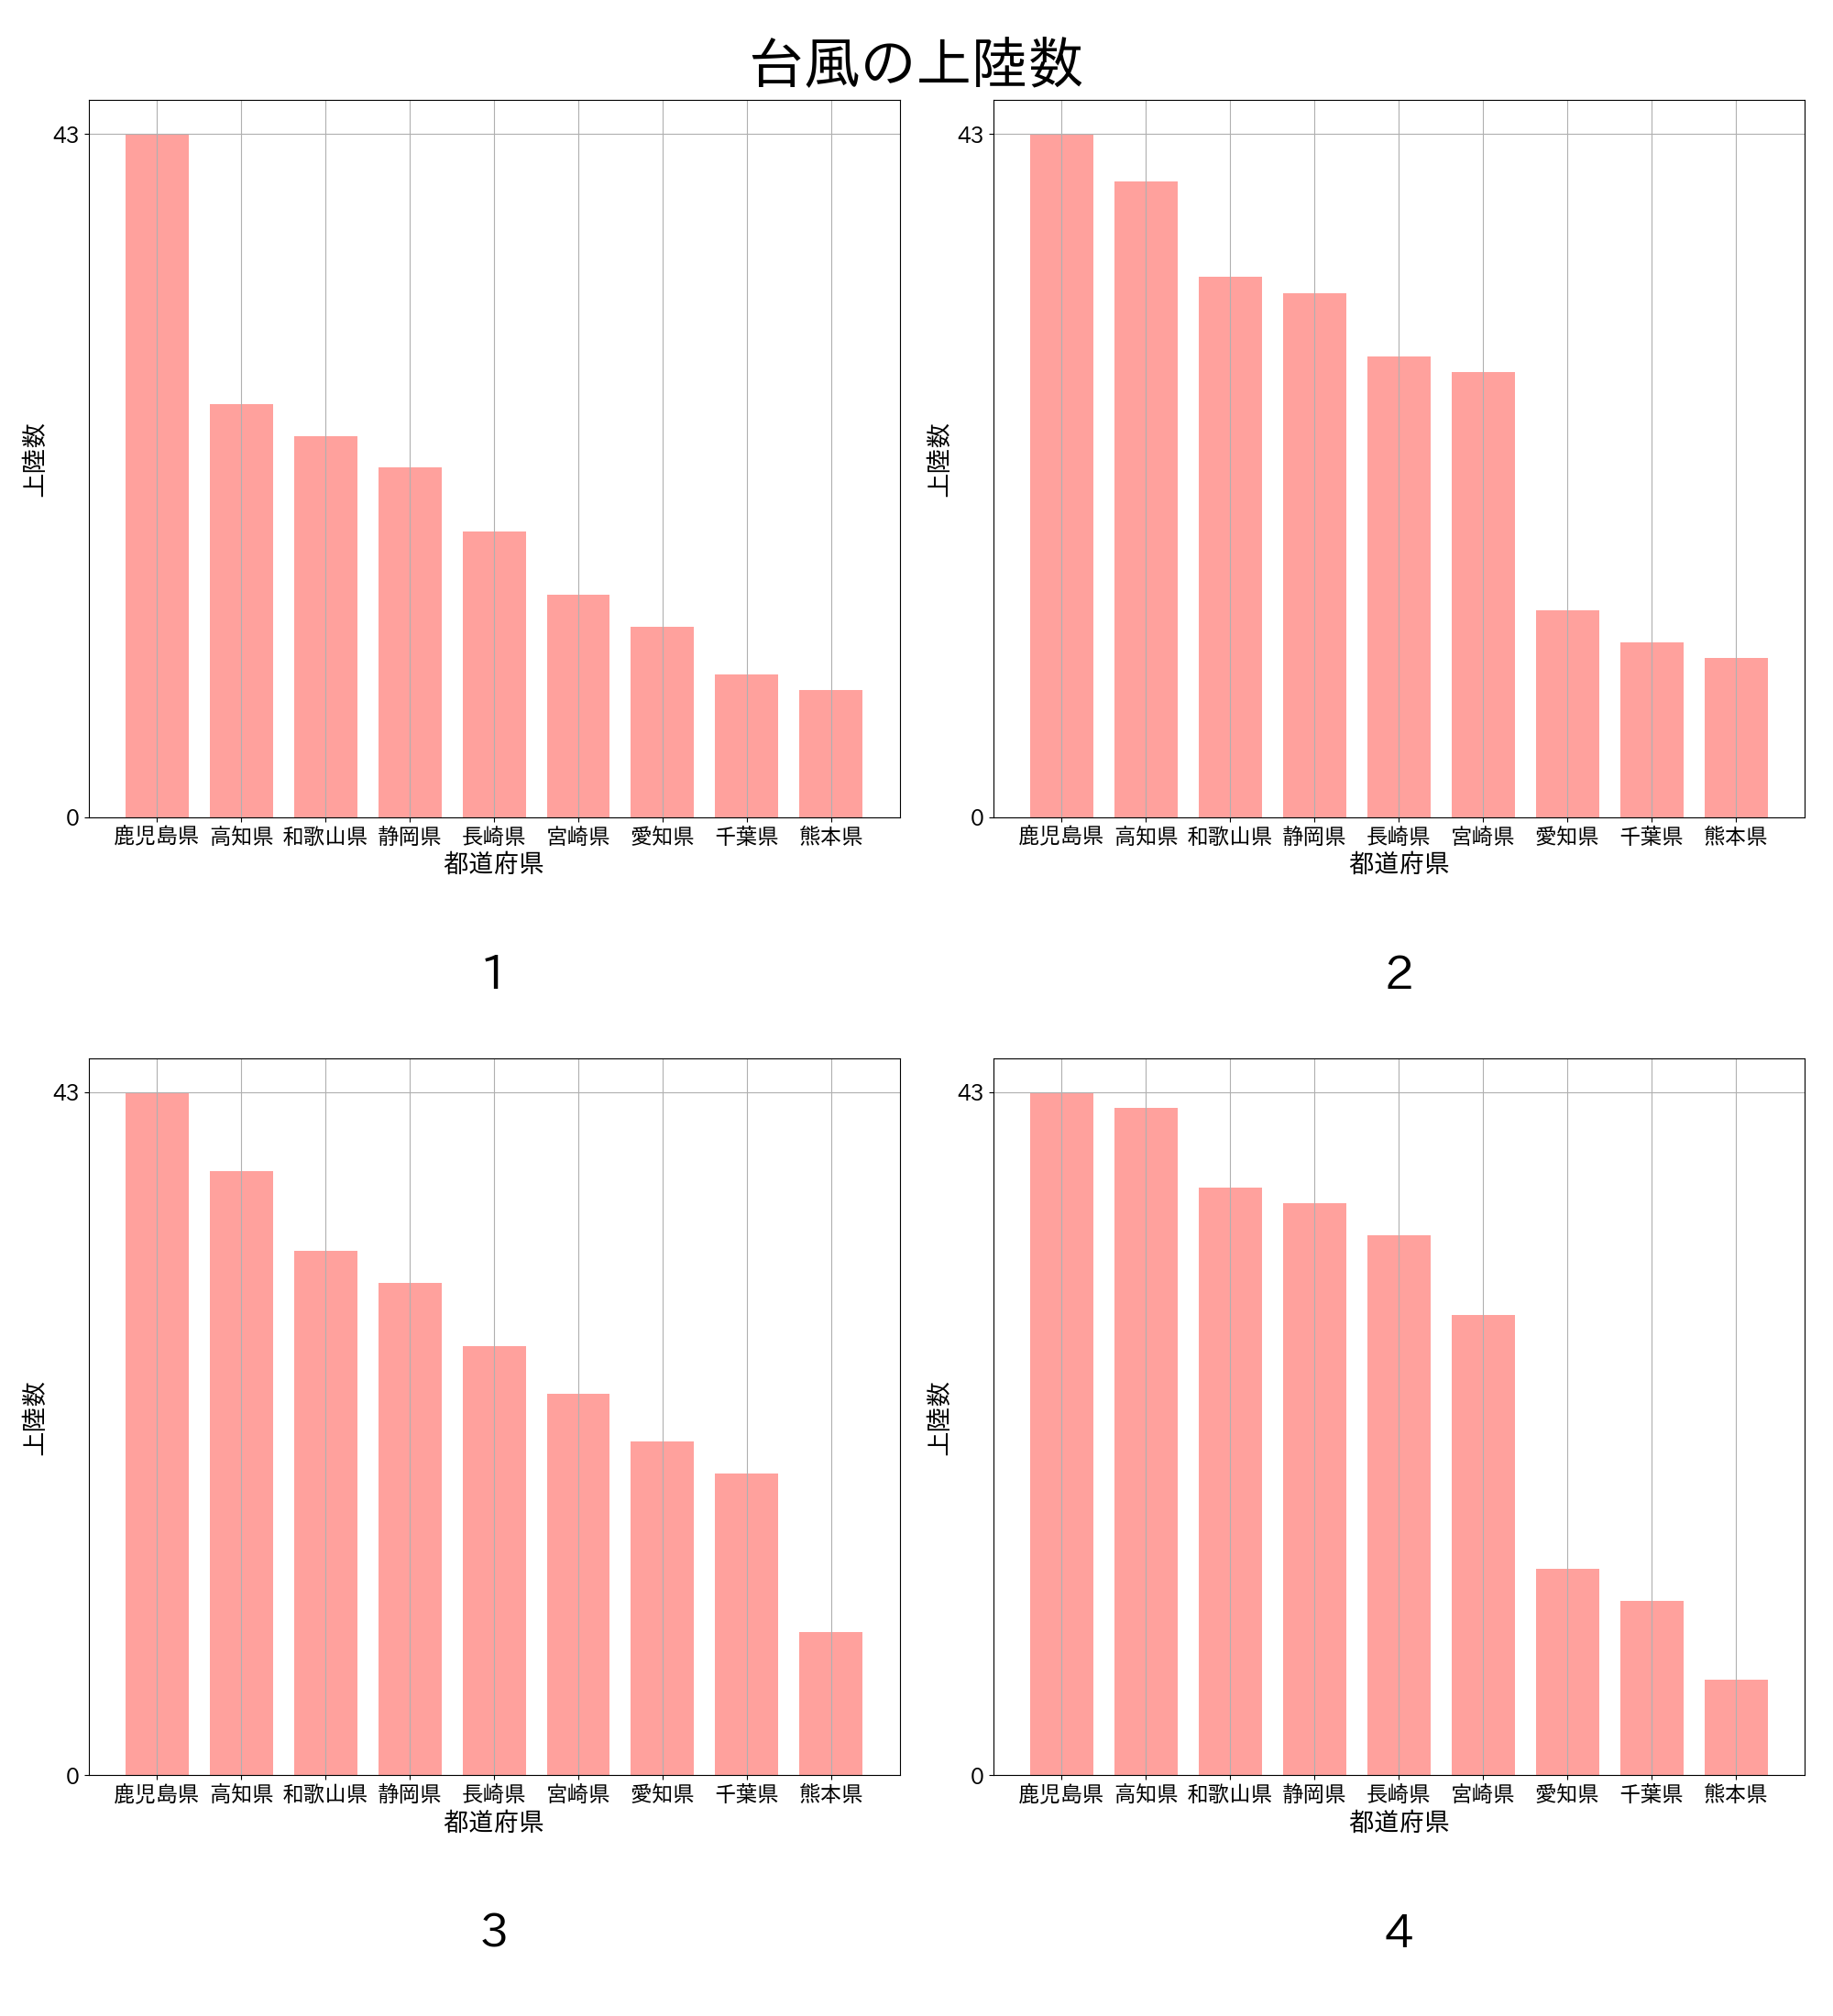 台風の上陸数
43
0
上陸数
鹿児島県 高知県 和歌山県 静岡県 長崎県 宮崎県 愛知県 千葉県 熊本県
都道府県
1
43
0
上陸数
鹿児島県 高知県 和歌山県 静岡県 長崎県 宮崎県 愛知県 千葉県 熊本県
都道府県
2
43
0
上陸数
鹿児島県 高知県 和歌山県 静岡県 長崎県 宮崎県 愛知県 千葉県 熊本県
都道府県
3
43
0
上陸数
鹿児島県 高知県 和歌山県 静岡県 長崎県 宮崎県 愛知県 千葉県 熊本県
都道府県
4